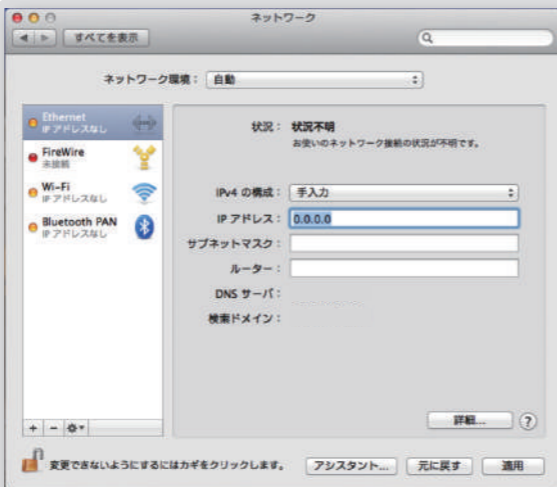 ネットワーク
すべてを表示
ネットワーク環境： 自動
Ethernet
IP アドレスなし
FireWire
未接続
Wi-Fi
IP アドレスなし
Bluetooth PAN
IP アドレスなし
状況： 状況不明
お使いのネットワーク接続の状況が不明です。
IPv4 の構成： 手入力
IP アドレス： 0.0.0.0
サブネットマスク：
ルーター：
DNS サーバ：
検索ドメイン：
詳細...
?
+ −
変更できないようにするにはカギをクリックします。
アシスタント... 元に戻す 適用